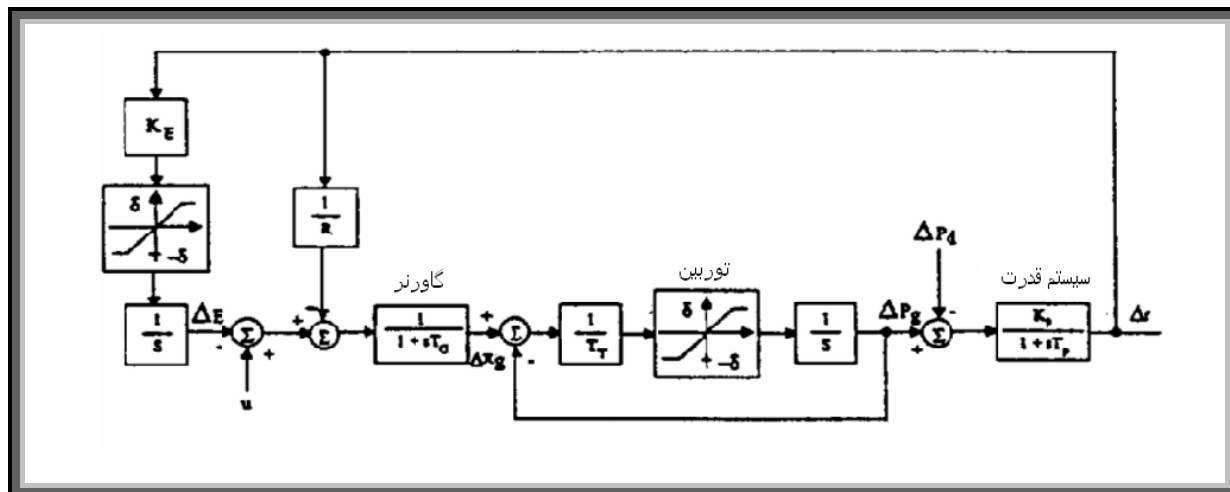 K_E
δ
-δ
1/R
ΔP_d
گاورنر
توربین
سیستم قدرت
1/S
ΔE
Σ
Σ
1/(1+sT_G)
Δx_g
Σ
1/T_T
δ
-δ
1/S
ΔP_g
Σ
K_p/(1+sT_p)
Δf
+
-
u